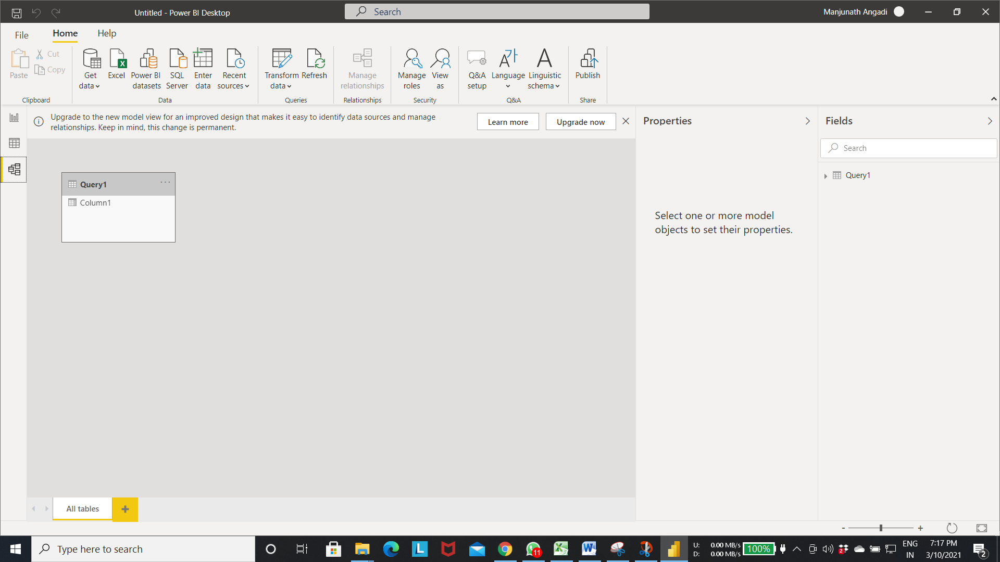 Untitled - Power BI Desktop
Search
Manjunath Angadi
File
Home
Help
Paste
Cut
Copy
Clipboard
Get data
Excel
Power BI datasets
SQL Server
Enter data
Recent sources
Data
Transform data
Refresh
Queries
Manage relationships
Relationships
Manage roles
View as
Security
Q&A setup
Language
Linguistic schema
Q&A
Publish
Share
Upgrade to the new model view for an improved design that makes it easy to identify data sources and manage
relationships. Keep in mind, this change is permanent.
Learn more
Upgrade now
Properties
Fields
Search
Query1
Column1
Query1
Select one or more model
objects to set their properties.
All tables
Type here to search
11
U: 0.00 MB/s
D: 0.00 MB/s
100%
2
ENG
IN
7:17 PM
3/10/2021
2